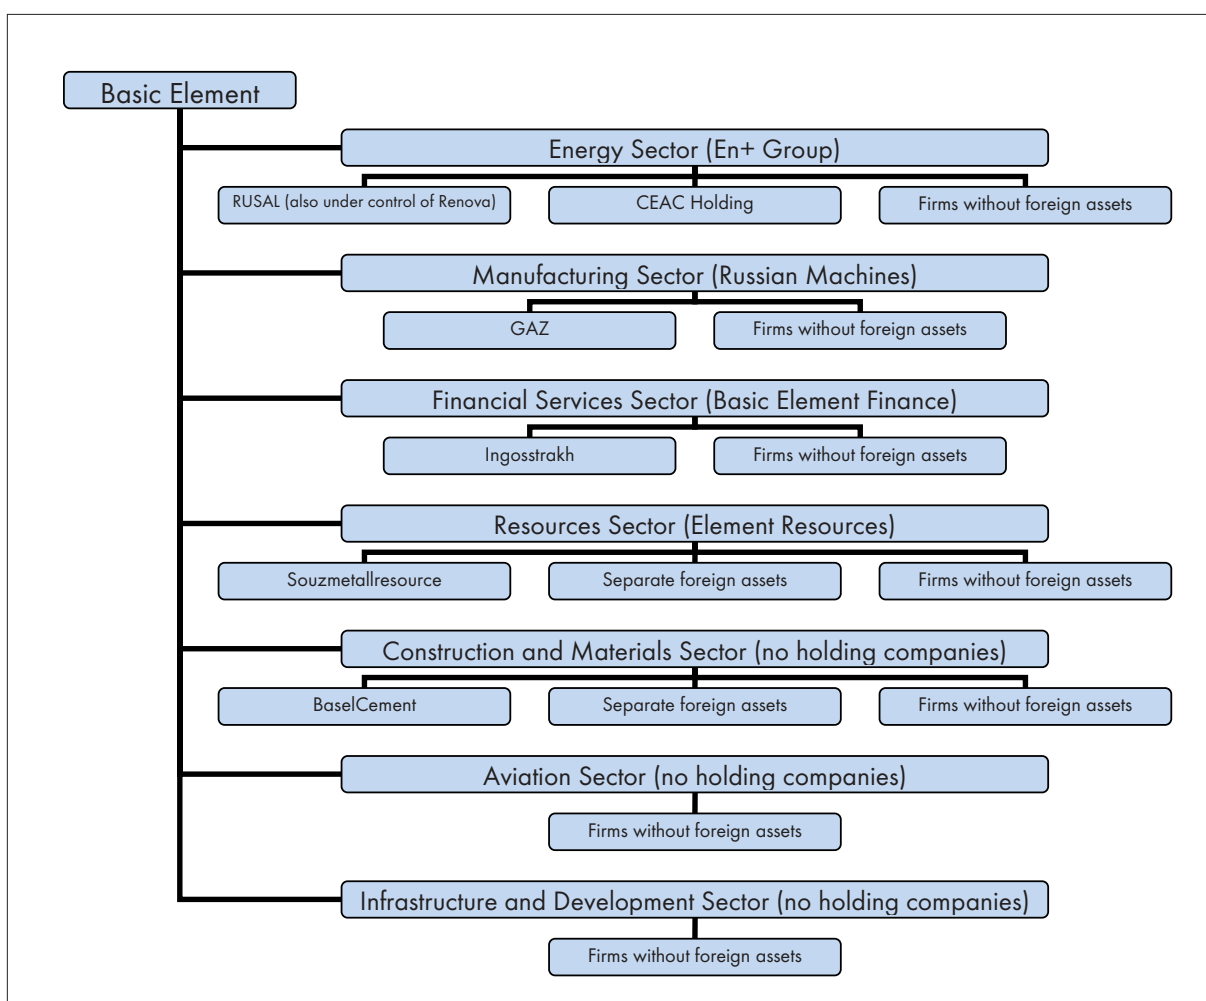 Basic Element
Energy Sector (En+ Group)
RUSAL (also under control of Renova)
CEAC Holding
Firms without foreign assets
Manufacturing Sector (Russian Machines)
GAZ
Firms without foreign assets
Financial Services Sector (Basic Element Finance)
Ingosstrakh
Firms without foreign assets
Resources Sector (Element Resources)
Souzmetallresource
Separate foreign assets
Firms without foreign assets
Construction and Materials Sector (no holding companies)
BaselCement
Separate foreign assets
Firms without foreign assets
Aviation Sector (no holding companies)
Firms without foreign assets
Infrastructure and Development Sector (no holding companies)
Firms without foreign assets